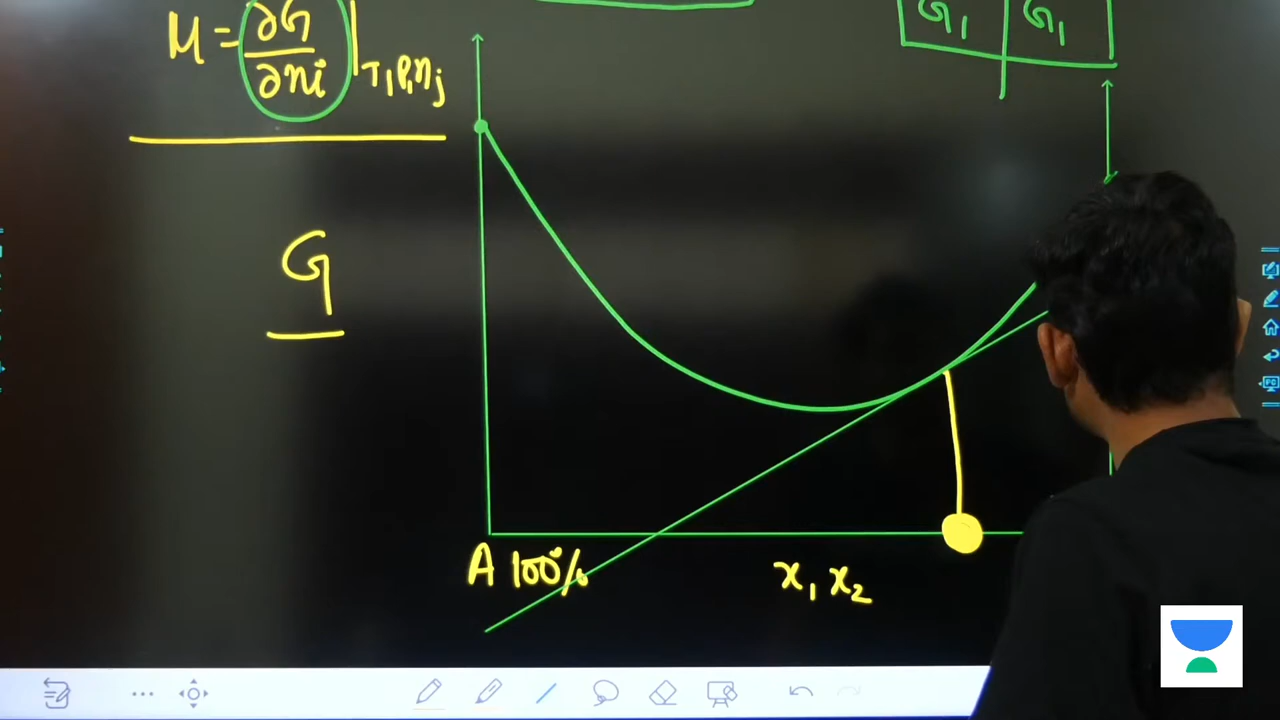 μ = ∂G/∂ni | T, P, nj
G1 G1
G
A 100%
x1, x2